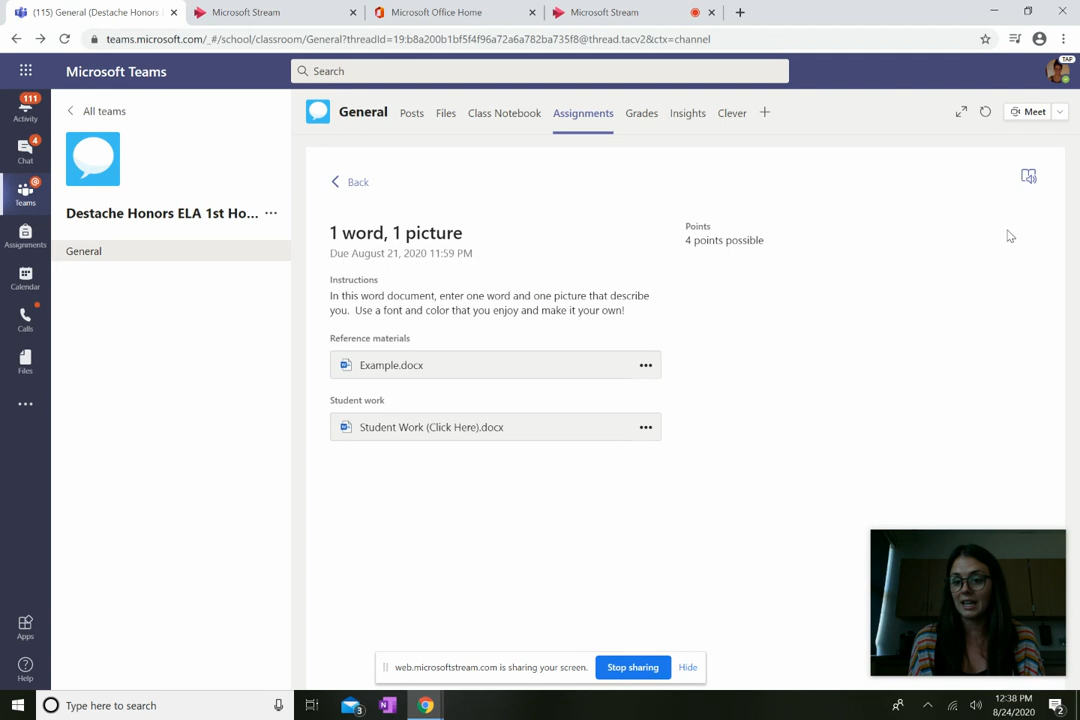 (115) General (Destache Honors
Microsoft Stream
Microsoft Office Home
Microsoft Stream
teams.microsoft.com/_#/school/classroom/General?threadId=19:b8a200b1bf5f4f96a72a6a782ba735f8@thread.tacv2&ctx=channel
Microsoft Teams
Search
TAP
111
Activity
4
Chat
Teams
Assignments
Calendar
Calls
Files
Apps
Help
All teams
Destache Honors ELA 1st Ho... ...
General
General
Posts
Files
Class Notebook
Assignments
Grades
Insights
Clever
Meet
Back
1 word, 1 picture
Due August 21, 2020 11:59 PM
Points
4 points possible
Instructions
In this word document, enter one word and one picture that describe
you. Use a font and color that you enjoy and make it your own!
Reference materials
Example.docx
Student work
Student Work (Click Here).docx
web.microsoftstream.com is sharing your screen.
Stop sharing
Hide
Type here to search
3
12:38 PM
8/24/2020
2